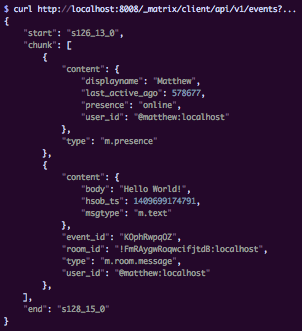 $ curl http://localhost:8008/_matrix/client/api/v1/events?...
{
    "start": "s126_13_0",
    "chunk": [
        {
            "content": {
                "displayname": "Matthew",
                "last_active_ago": 578677,
                "presence": "online",
                "user_id": "@matthew:localhost"
            },
            "type": "m.presence"
        },
        {
            "content": {
                "body": "Hello World!",
                "hsob_ts": 1409699174791,
                "msgtype": "m.text"
            },
            "event_id": "KOphRwpqOZ",
            "room_id": "!FmRAygwRoqwcifjtdB:localhost",
            "type": "m.room.message",
            "user_id": "@matthew:localhost"
        },
    ],
    "end": "s128_15_0"
}